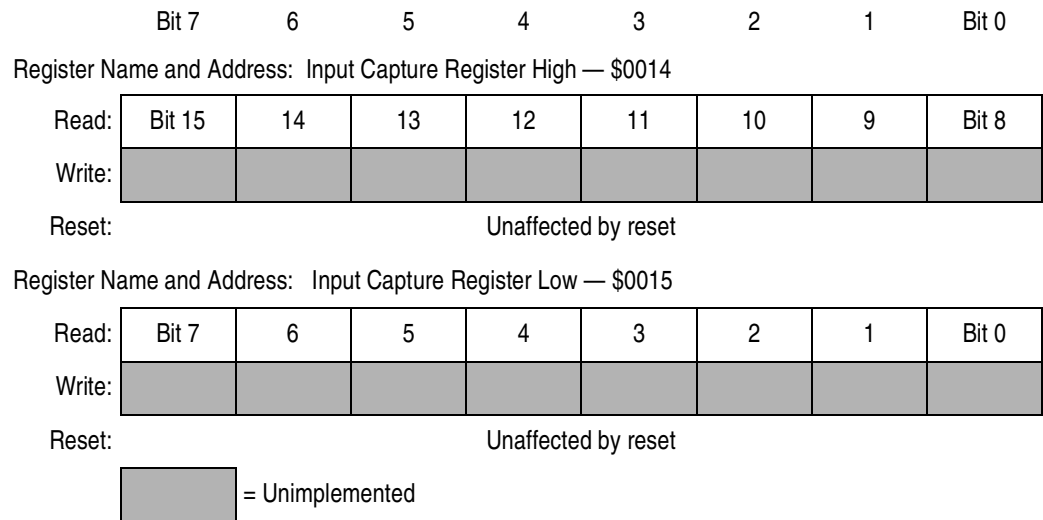 Bit 7 6 5 4 3 2 1 Bit 0
Register Name and Address: Input Capture Register High — $0014
Read: Bit 15 14 13 12 11 10 9 Bit 8
Write:
Reset: Unaffected by reset
Register Name and Address: Input Capture Register Low — $0015
Read: Bit 7 6 5 4 3 2 1 Bit 0
Write:
Reset: Unaffected by reset
= Unimplemented